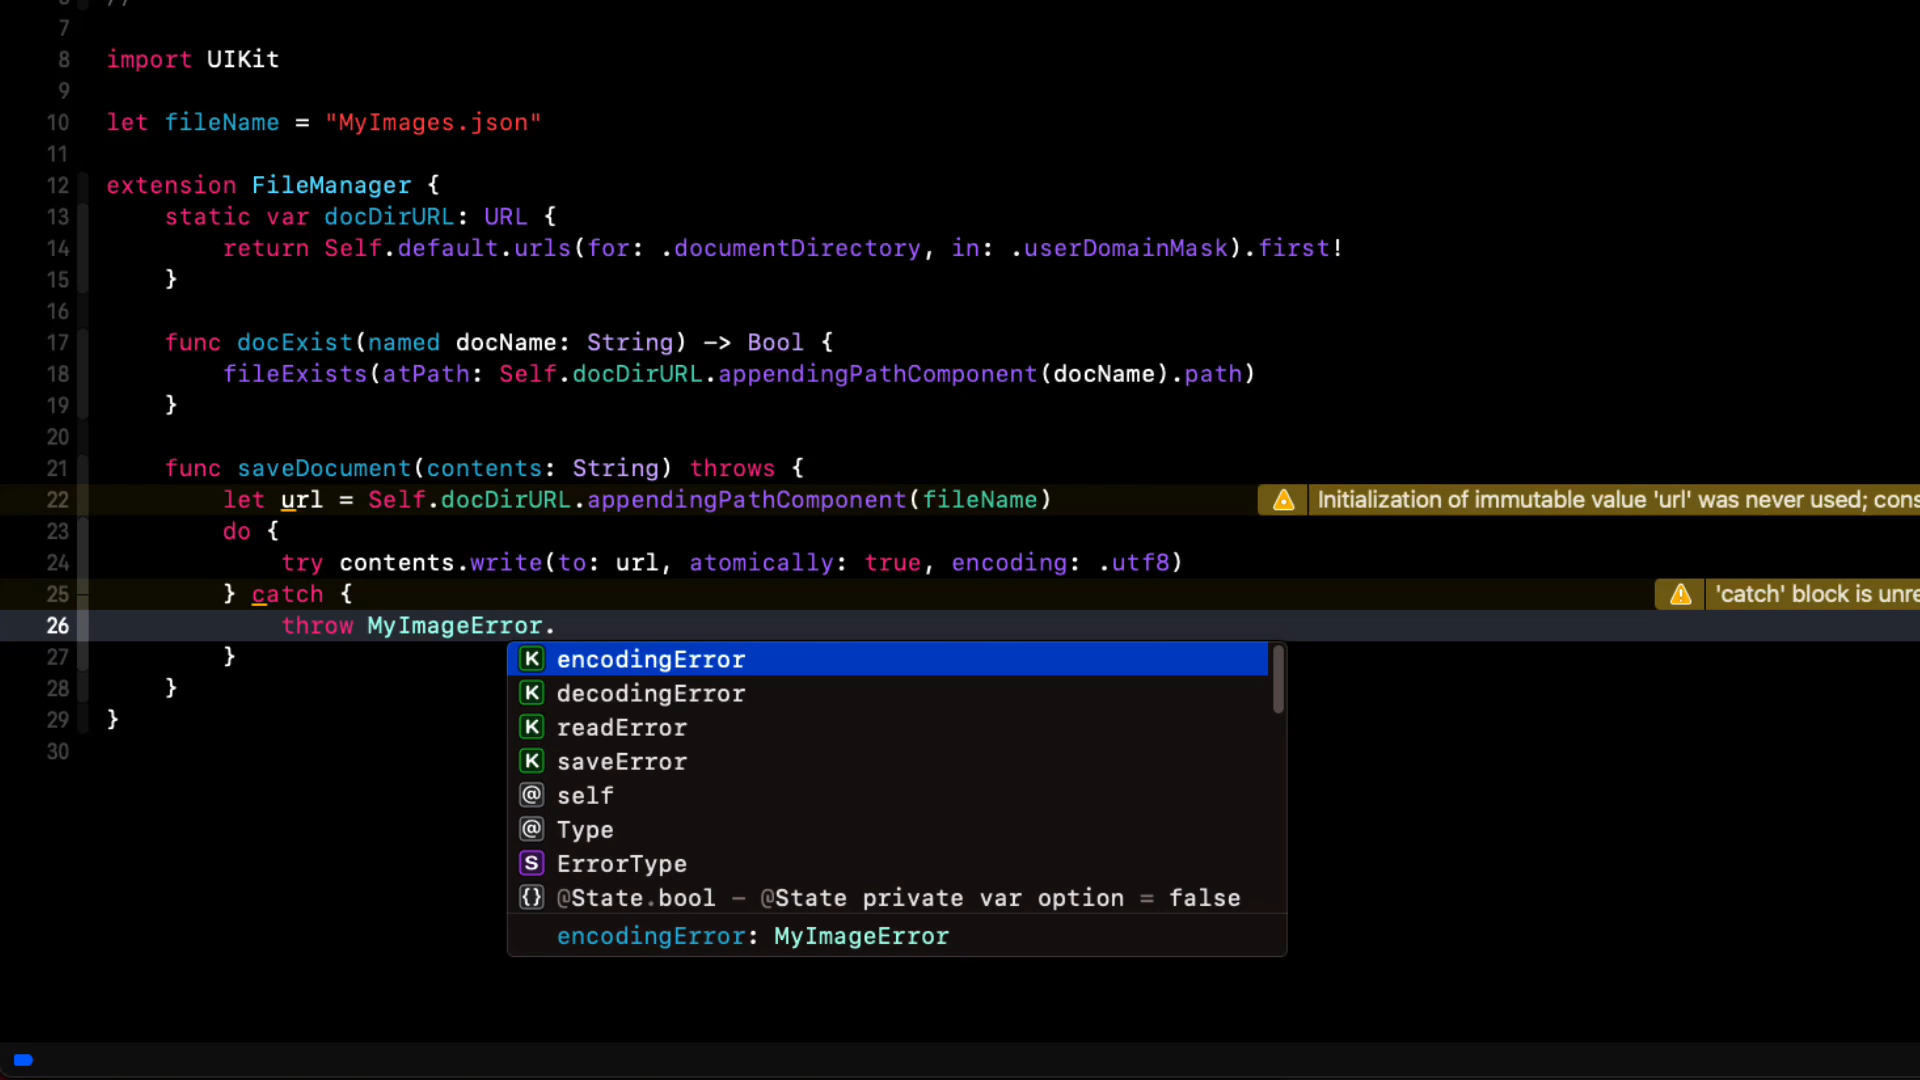 6 //
7
8 import UIKit
9
10 let fileName = "MyImages.json"
11
12 extension FileManager {
13 static var docDirURL: URL {
14 return Self.default.urls(for: .documentDirectory, in: .userDomainMask).first!
15 }
16
17 func docExist(named docName: String) -> Bool {
18 fileExists(atPath: Self.docDirURL.appendingPathComponent(docName).path)
19 }
20
21 func saveDocument(contents: String) throws {
22 let url = Self.docDirURL.appendingPathComponent(fileName) Initialization of immutable value 'url' was never used; cons
23 do {
24 try contents.write(to: url, atomically: true, encoding: .utf8)
25 } catch { 'catch' block is unre
26 throw MyImageError.
27 }
K encodingError
28 }
K decodingError
29 }
K readError
30
K saveError
@ self
@ Type
S ErrorType
{} @State.bool — @State private var option = false
encodingError: MyImageError